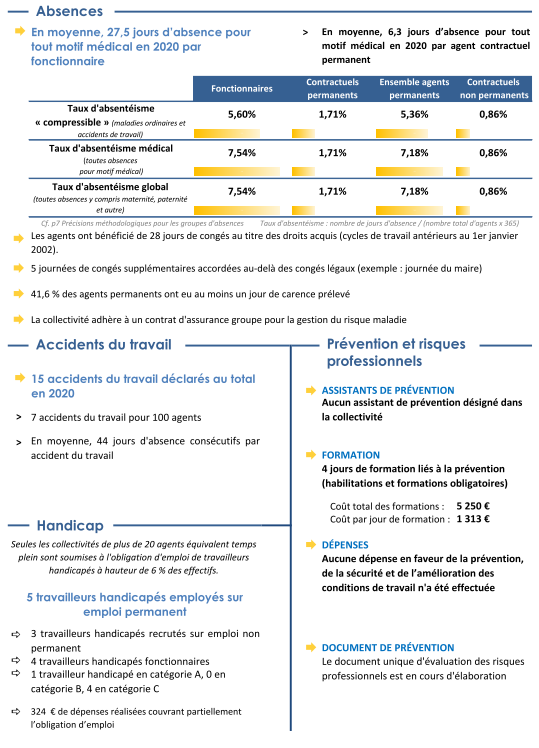 Absences
En moyenne, 27,5 jours d'absence pour
tout motif médical en 2020 par
fonctionnaire
> En moyenne, 6,3 jours d'absence pour tout
motif médical en 2020 par agent contractuel
permanent
Fonctionnaires Contractuels permanents Ensemble agents permanents Contractuels non permanents
Taux d'absentéisme
« compressible » (maladies ordinaires et
accidents de travail)
5,60% 1,71% 5,36% 0,86%
Taux d'absentéisme médical
(toutes absences
pour motif médical)
7,54% 1,71% 7,18% 0,86%
Taux d'absentéisme global
(toutes absences y compris maternité, paternité
et autre)
7,54% 1,71% 7,18% 0,86%
Cf. p7 Précisions méthodologiques pour les groupes d'absences Taux d'absentéisme : nombre de jours d'absence / (nombre total d'agents x 365)
Les agents ont bénéficié de 28 jours de congés au titre des droits acquis (cycles de travail antérieurs au 1er janvier
2002).
5 journées de congés supplémentaires accordées au-delà des congés légaux (exemple : journée du maire)
41,6 % des agents permanents ont eu au moins un jour de carence prélevé
La collectivité adhère à un contrat d'assurance groupe pour la gestion du risque maladie
Accidents du travail
15 accidents du travail déclarés au total
en 2020
> 7 accidents du travail pour 100 agents
> En moyenne, 44 jours d'absence consécutifs par
accident du travail
Handicap
Seules les collectivités de plus de 20 agents équivalent temps
plein sont soumises à l'obligation d'emploi de travailleurs
handicapés à hauteur de 6 % des effectifs.
5 travailleurs handicapés employés sur
emploi permanent
3 travailleurs handicapés recrutés sur emploi non
permanent
4 travailleurs handicapés fonctionnaires
1 travailleur handicapé en catégorie A, 0 en
catégorie B, 4 en catégorie C
324 € de dépenses réalisées couvrant partiellement
l'obligation d'emploi
Prévention et risques
professionnels
ASSISTANTS DE PRÉVENTION
Aucun assistant de prévention désigné dans
la collectivité
FORMATION
4 jours de formation liés à la prévention
(habilitations et formations obligatoires)
Coût total des formations : 5 250 €
Coût par jour de formation : 1 313 €
DÉPENSES
Aucune dépense en faveur de la prévention,
de la sécurité et de l'amélioration des
conditions de travail n'a été effectuée
DOCUMENT DE PRÉVENTION
Le document unique d'évaluation des risques
professionnels est en cours d'élaboration